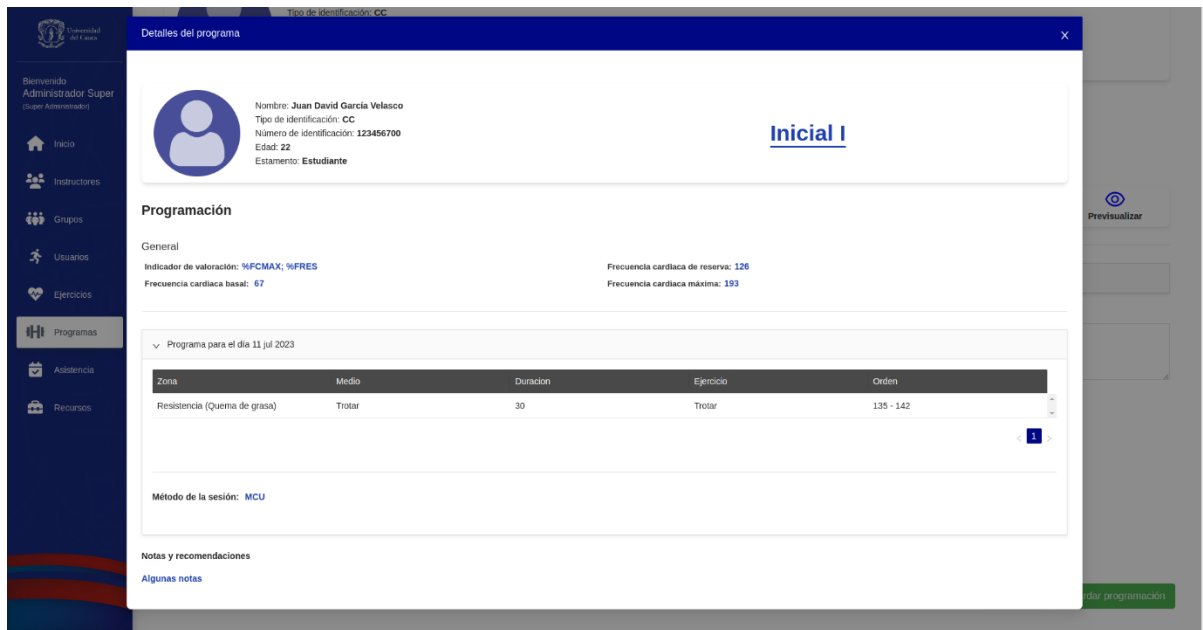 Tipo de identificación: CC
Universidad
del Cauca
Bienvenido
Administrador Super
(Super Administrador)
Inicio
Instructores
Grupos
Usuarios
Ejercicios
Programas
Asistencia
Recursos
Detalles del programa
X
Nombre: Juan David García Velasco
Tipo de identificación: CC
Número de identificación: 123456700
Edad: 22
Estamento: Estudiante
Inicial I
Programación
General
Indicador de valoración: %FCMAX; %FRES
Frecuencia cardiaca de reserva: 126
Frecuencia cardiaca basal: 67
Frecuencia cardiaca máxima: 193
Programa para el día 11 jul 2023
Zona Medio Duracion Ejercicio Orden
Resistencia (Quema de grasa) Trotar 30 Trotar 135 - 142
1
Método de la sesión: MCU
Notas y recomendaciones
Algunas notas
Previsualizar
rdar programación